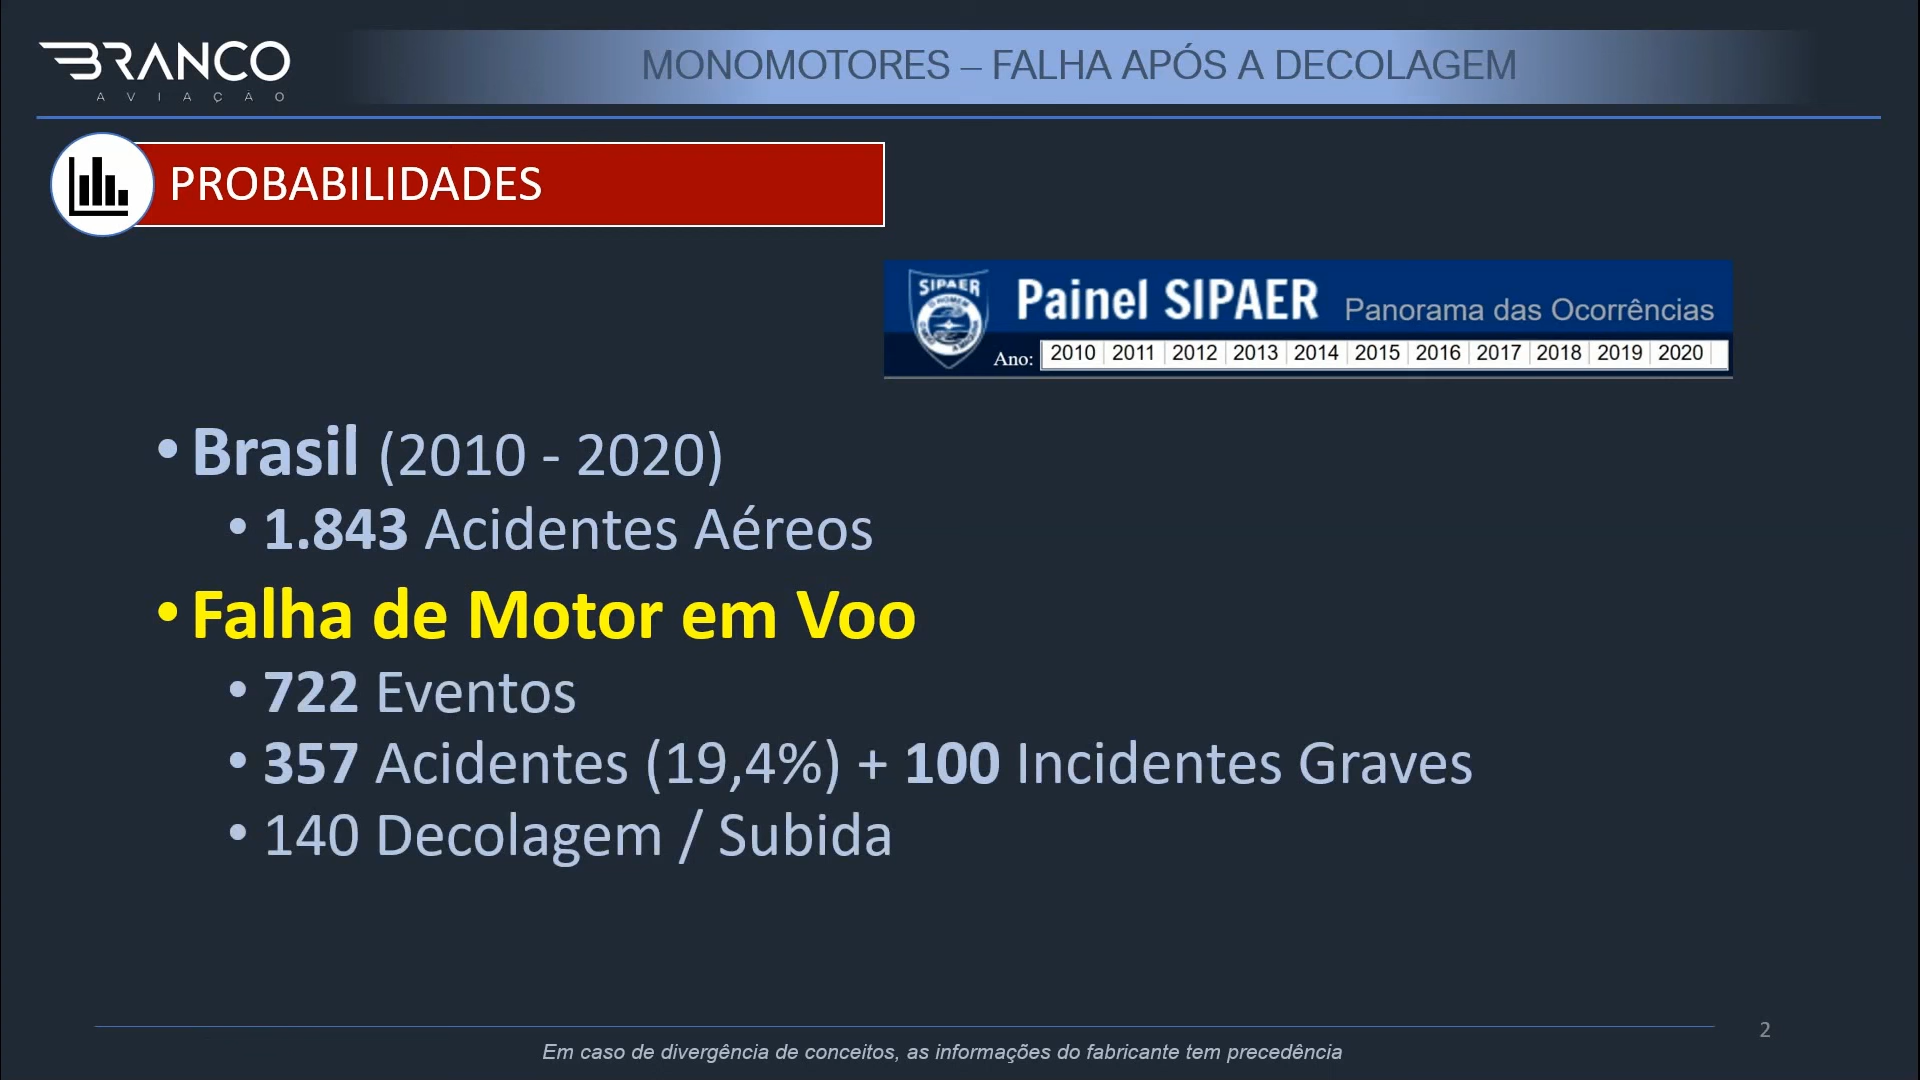 BRANCO
AVIAÇÃO
MONOMOTORES – FALHA APÓS A DECOLAGEM
PROBABILIDADES
SIPAER
Painel SIPAER Panorama das Ocorrências
Ano: 2010 2011 2012 2013 2014 2015 2016 2017 2018 2019 2020
• Brasil (2010 - 2020)
• 1.843 Acidentes Aéreos
• Falha de Motor em Voo
• 722 Eventos
• 357 Acidentes (19,4%) + 100 Incidentes Graves
• 140 Decolagem / Subida
2
Em caso de divergência de conceitos, as informações do fabricante tem precedência